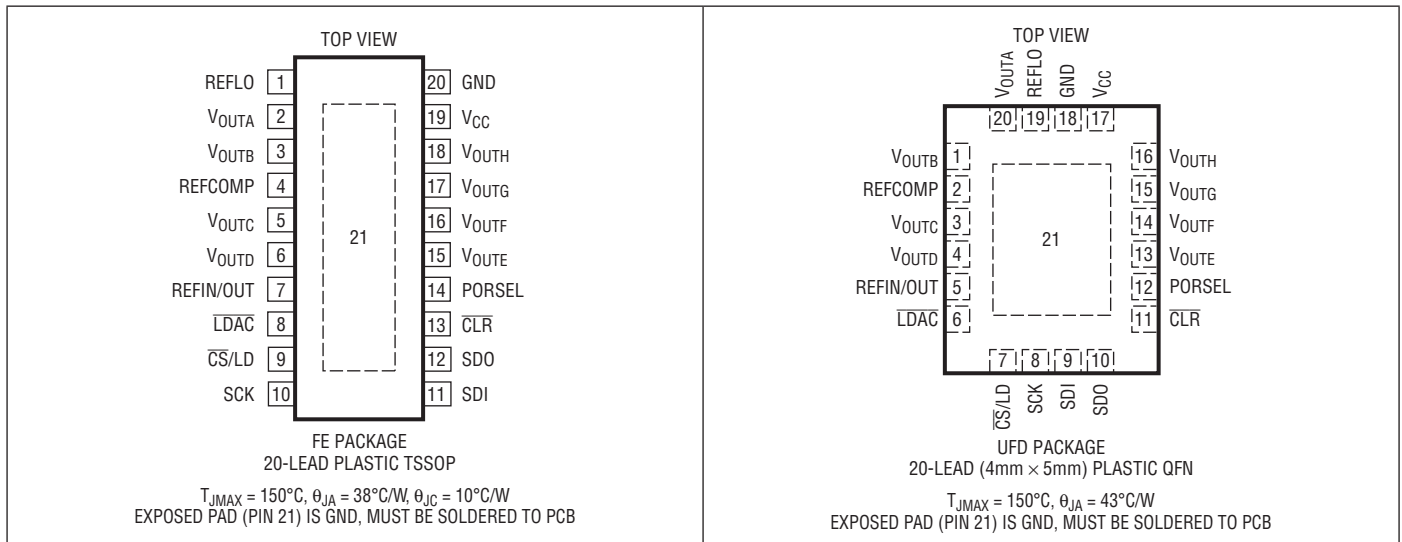 TOP VIEW
REFLO 1
VOUTA 2
VOUTB 3
REFCOMP 4
VOUTC 5
VOUTD 6
REFIN/OUT 7
LDAC 8
CS/LD 9
SCK 10
20 GND
19 VCC
18 VOUTH
17 VOUTG
16 VOUTF
15 VOUTE
14 PORSEL
13 CLR
12 SDO
11 SDI
21
FE PACKAGE
20-LEAD PLASTIC TSSOP
TJMAX = 150°C, θJA = 38°C/W, θJC = 10°C/W
EXPOSED PAD (PIN 21) IS GND, MUST BE SOLDERED TO PCB
TOP VIEW
VOUTA REFLO GND VCC
20 19 18 17
VOUTB 1
REFCOMP 2
VOUTC 3
VOUTD 4
REFIN/OUT 5
LDAC 6
16 VOUTH
15 VOUTG
14 VOUTF
13 VOUTE
12 PORSEL
11 CLR
21
7 8 9 10
CS/LD SCK SDI SDO
UFD PACKAGE
20-LEAD (4mm × 5mm) PLASTIC QFN
TJMAX = 150°C, θJA = 43°C/W
EXPOSED PAD (PIN 21) IS GND, MUST BE SOLDERED TO PCB